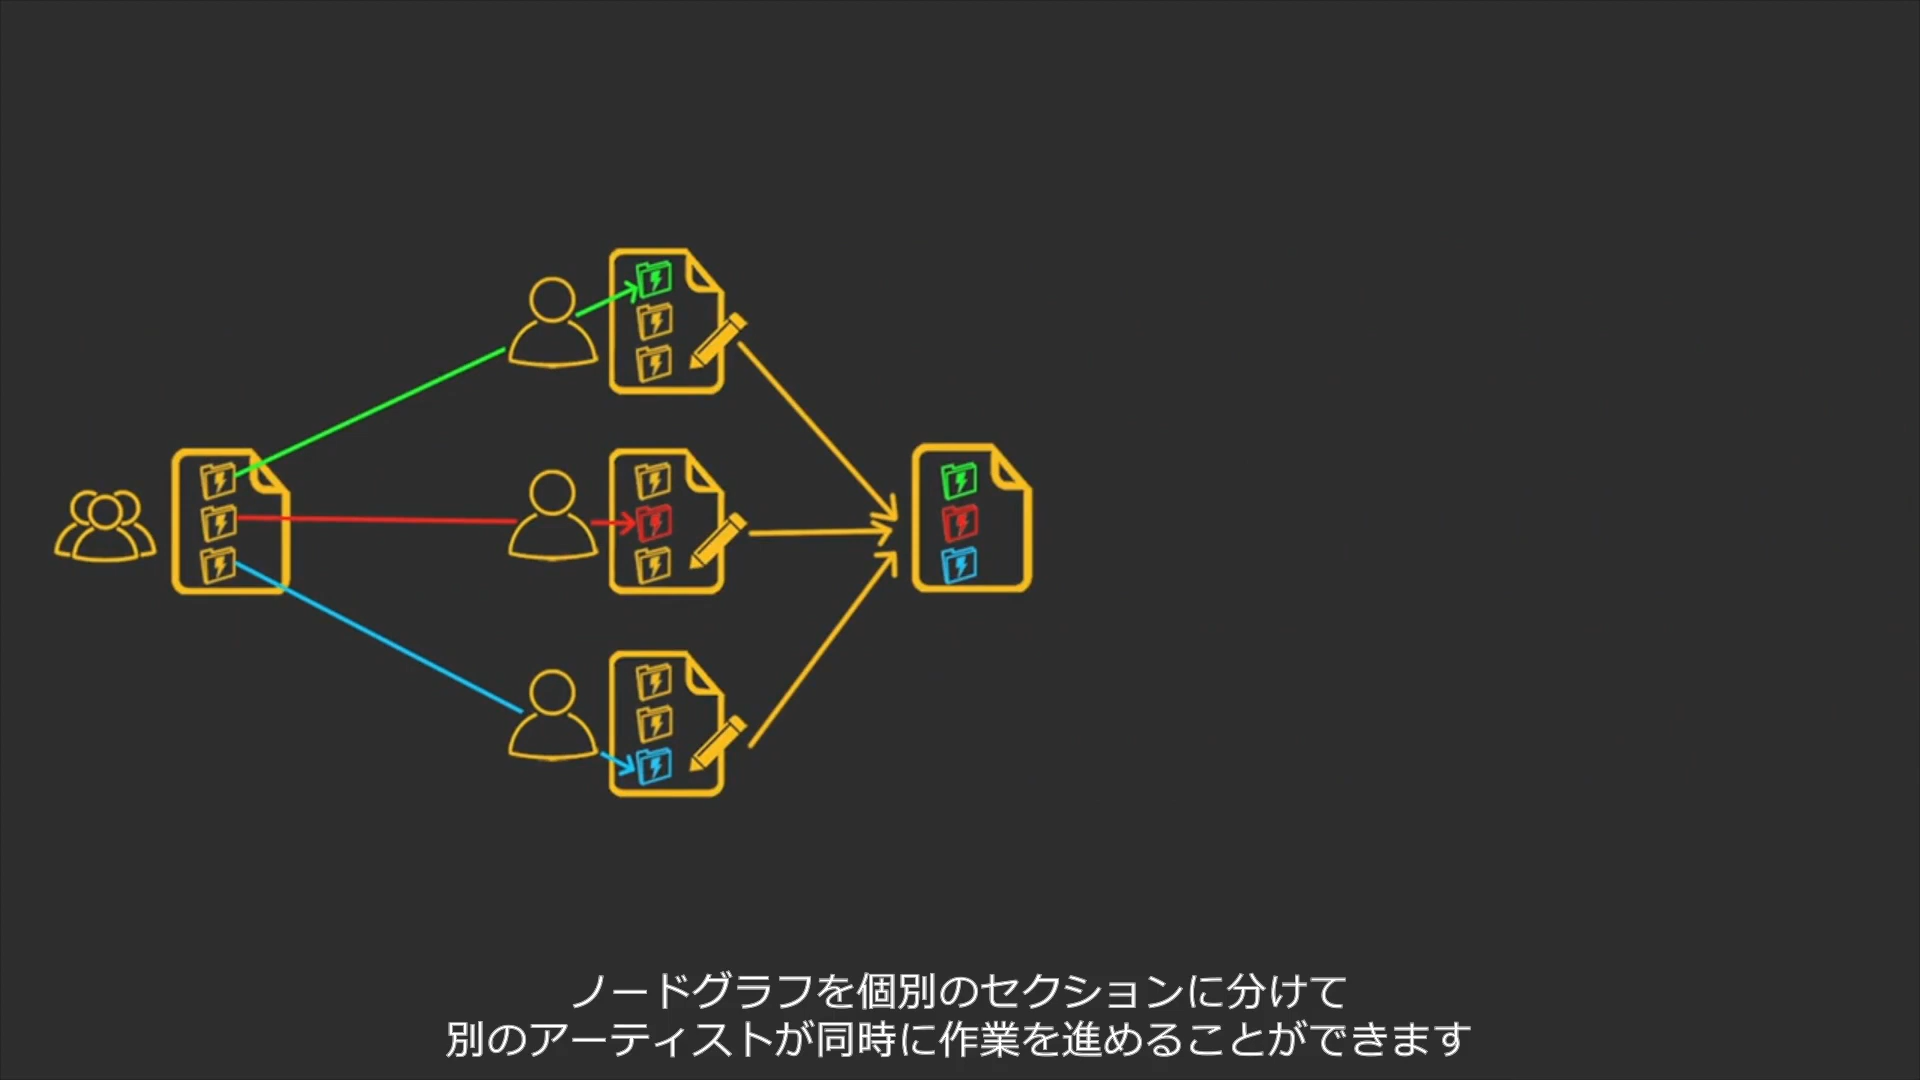 ノードグラフを個別のセクションに分けて
別のアーティストが同時に作業を進めることができます